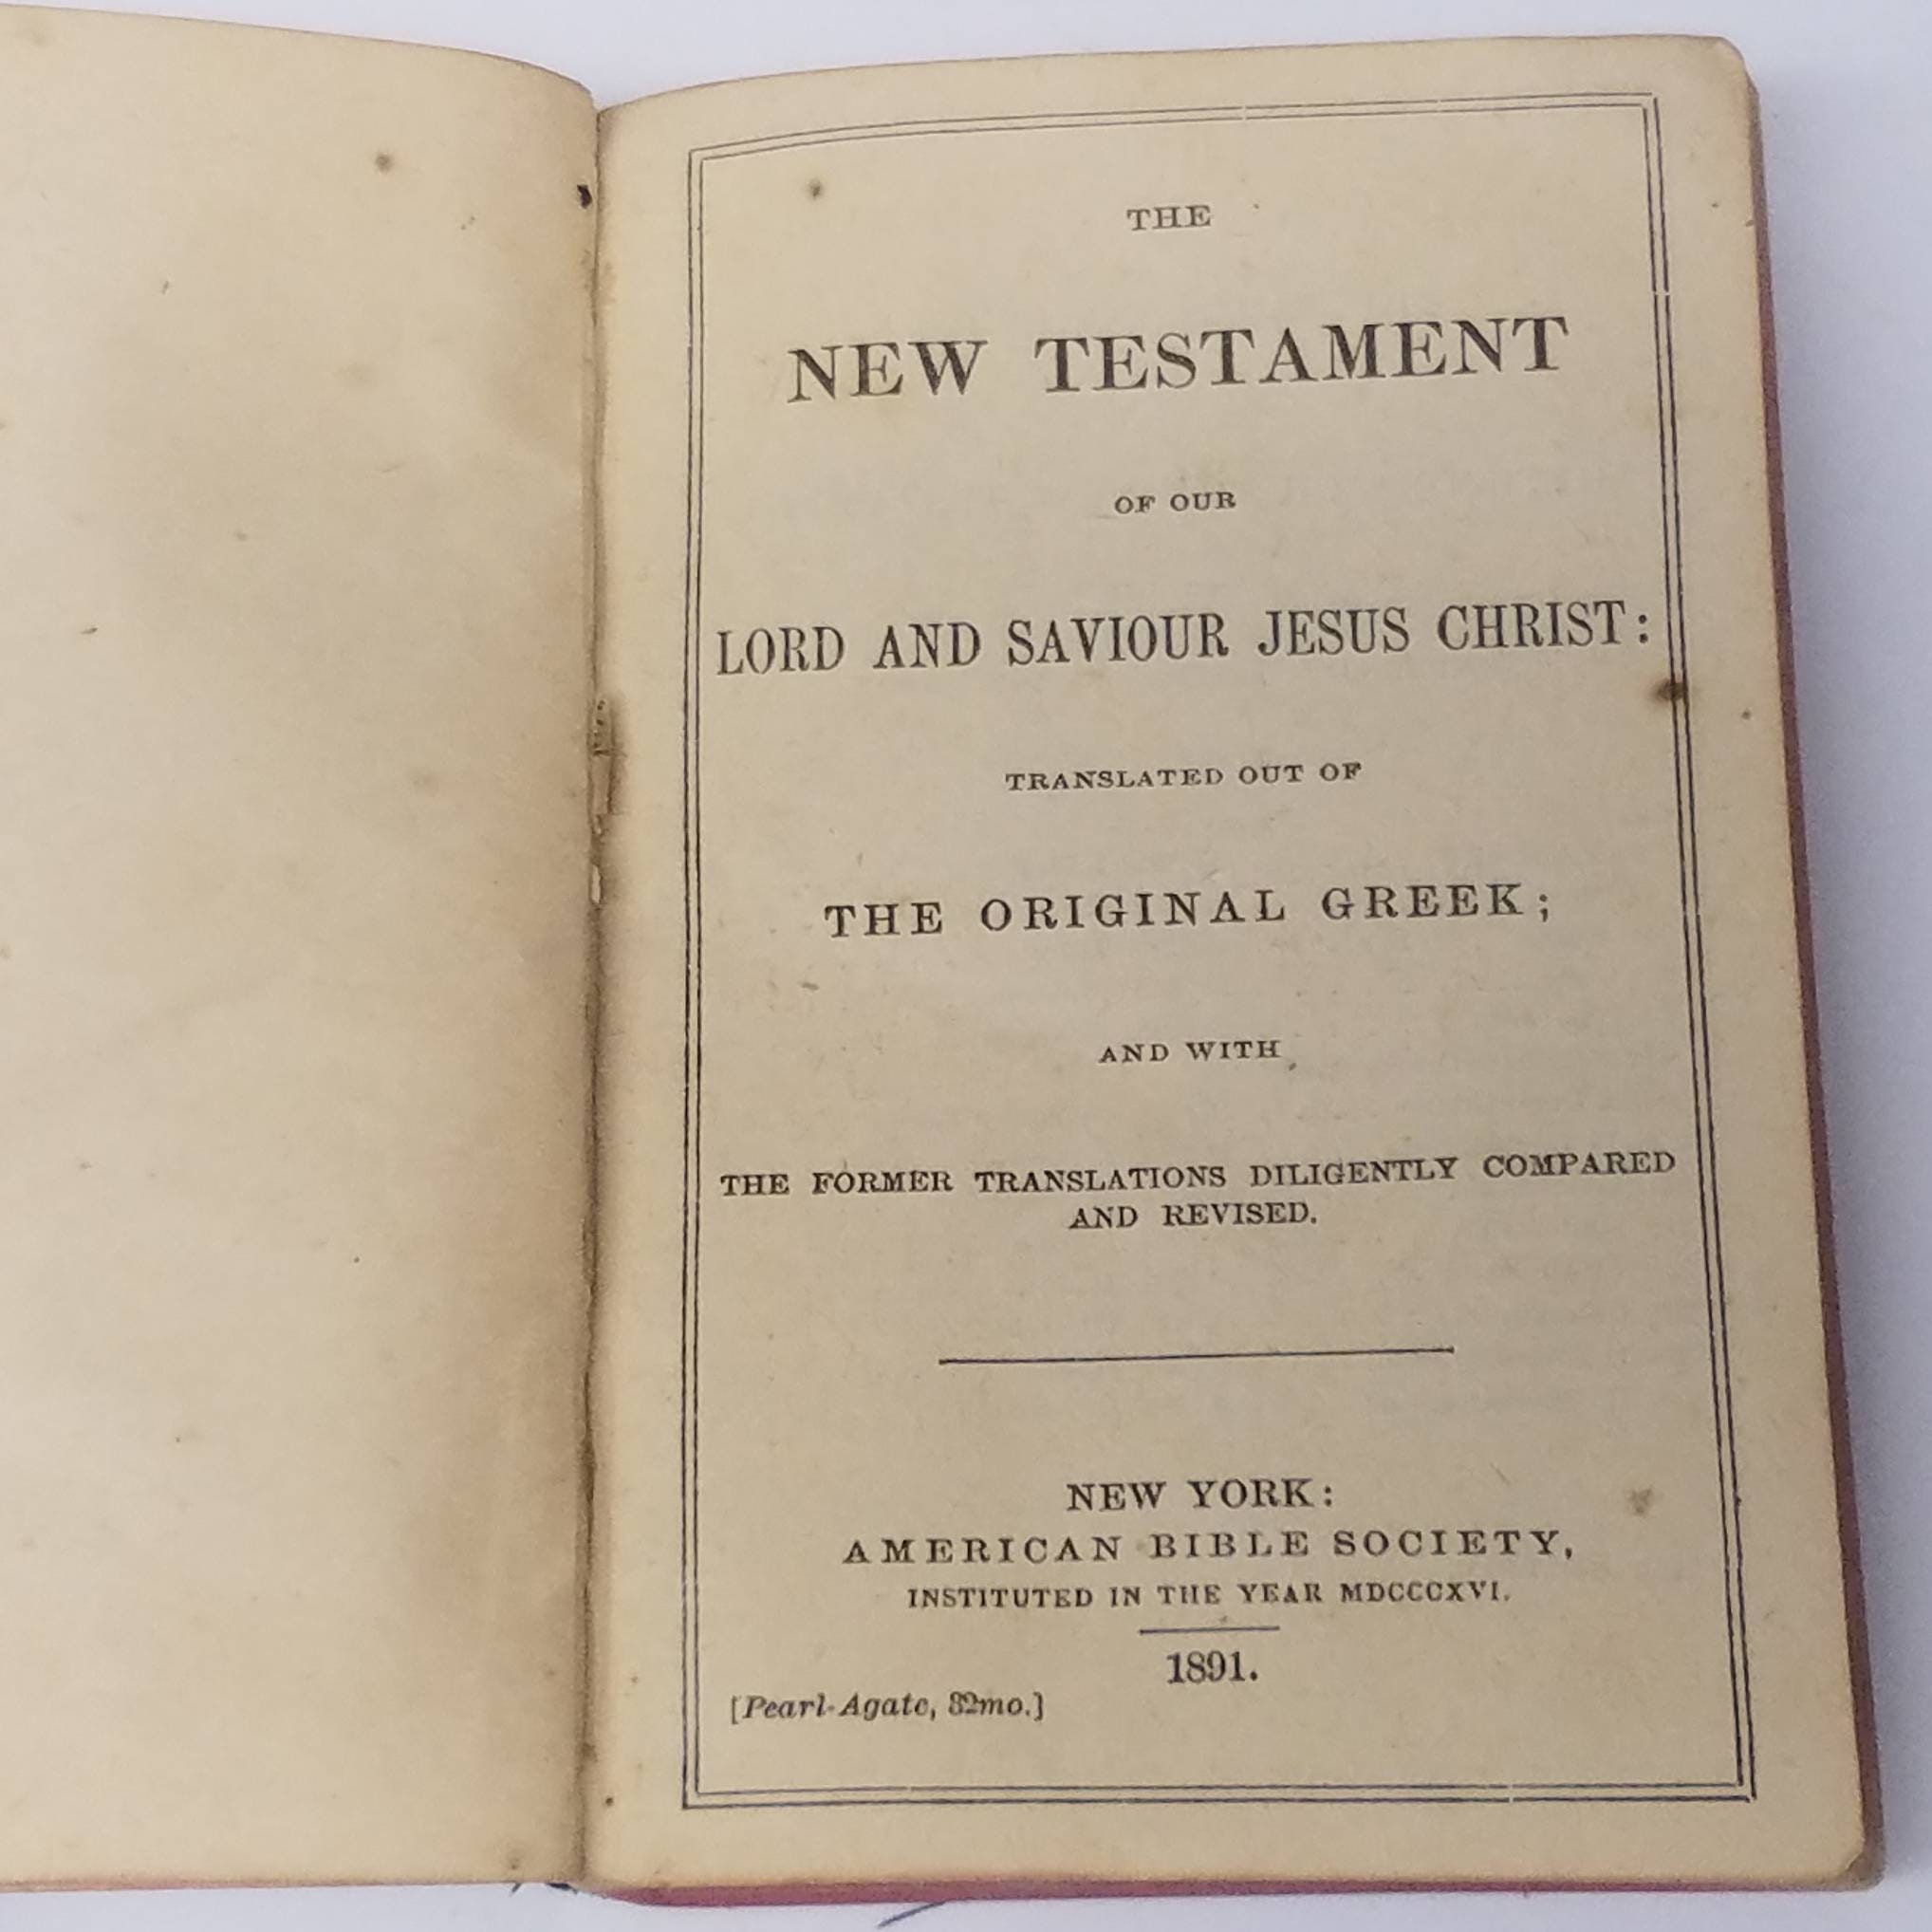 THE
NEW TESTAMENT
OF OUR
LORD AND SAVIOUR JESUS CHRIST:
TRANSLATED OUT OF
THE ORIGINAL GREEK;
AND WITH
THE FORMER TRANSLATIONS DILIGENTLY COMPARED
AND REVISED.
NEW YORK:
AMERICAN BIBLE SOCIETY,
INSTITUTED IN THE YEAR MDCCCXVI.
1891.
[Pearl-Agate, 32mo.]